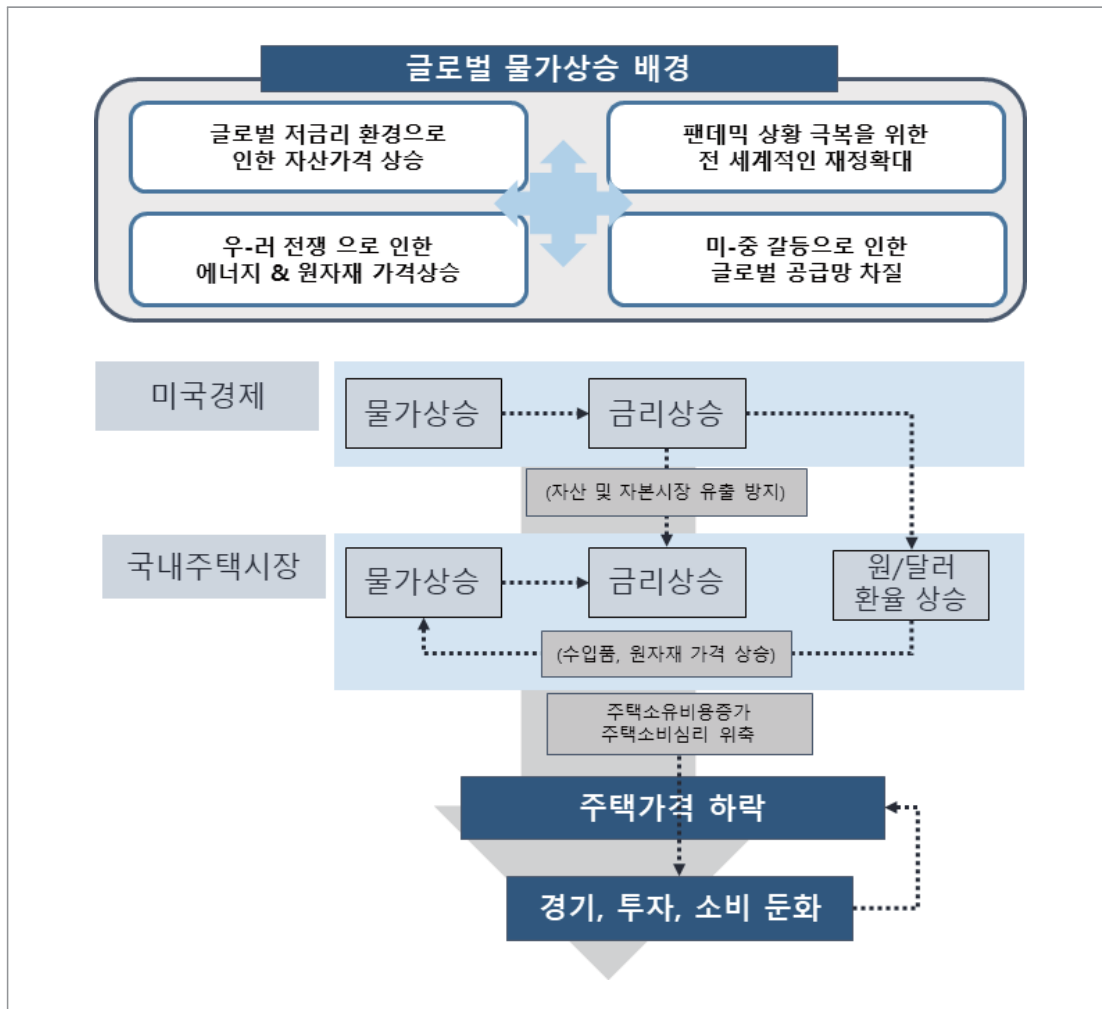 글로벌 물가상승 배경
글로벌 저금리 환경으로
인한 자산가격 상승
팬데믹 상황 극복을 위한
전 세계적인 재정확대
우-러 전쟁 으로 인한
에너지 & 원자재 가격상승
미-중 갈등으로 인한
글로벌 공급망 차질
미국경제
물가상승
금리상승
(자산 및 자본시장 유출 방지)
국내주택시장
물가상승
금리상승
원/달러
환율 상승
(수입품, 원자재 가격 상승)
주택소유비용증가
주택소비심리 위축
주택가격 하락
경기, 투자, 소비 둔화